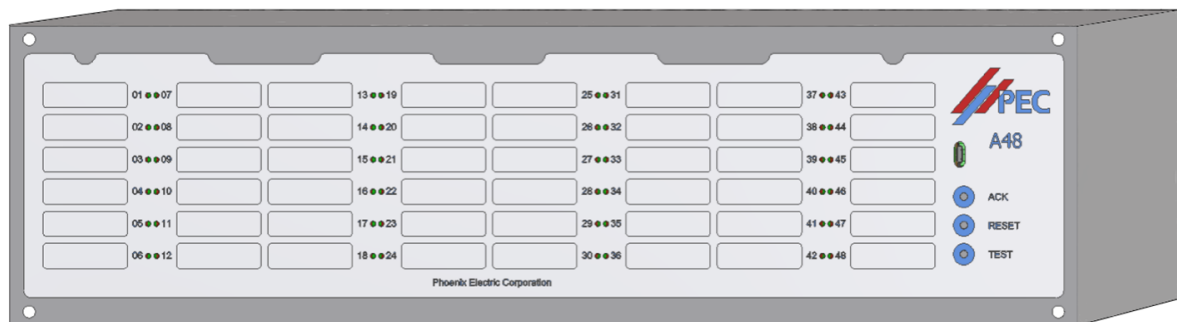 01 07 13 19 25 31 37 43
02 08 14 20 26 32 38 44
03 09 15 21 27 33 39 45
04 10 16 22 28 34 40 46
05 11 17 23 29 35 41 47
06 12 18 24 30 36 42 48
PEC
A48
ACK
RESET
TEST
Phoenix Electric Corporation